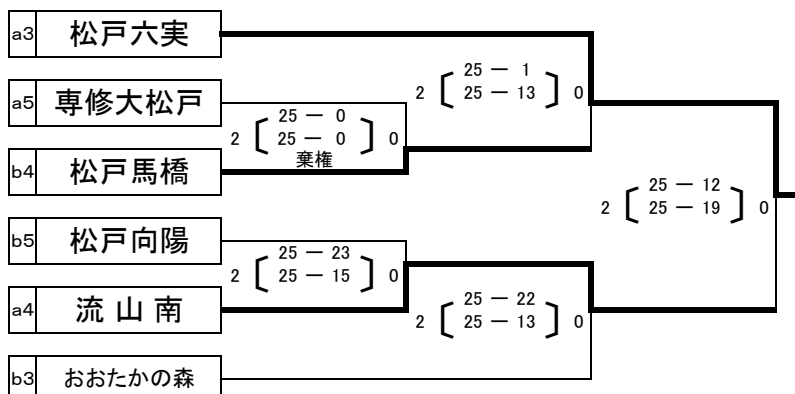 a3 松戸六実
a5 専修大松戸
b4 松戸馬橋
b5 松戸向陽
a4 流山南
b3 おおたかの森
25 － 0
2 25 － 0 0
棄権
25 － 23
2 25 － 15 0
25 － 1
2 25 － 13 0
25 － 22
2 25 － 13 0
25 － 12
2 25 － 19 0